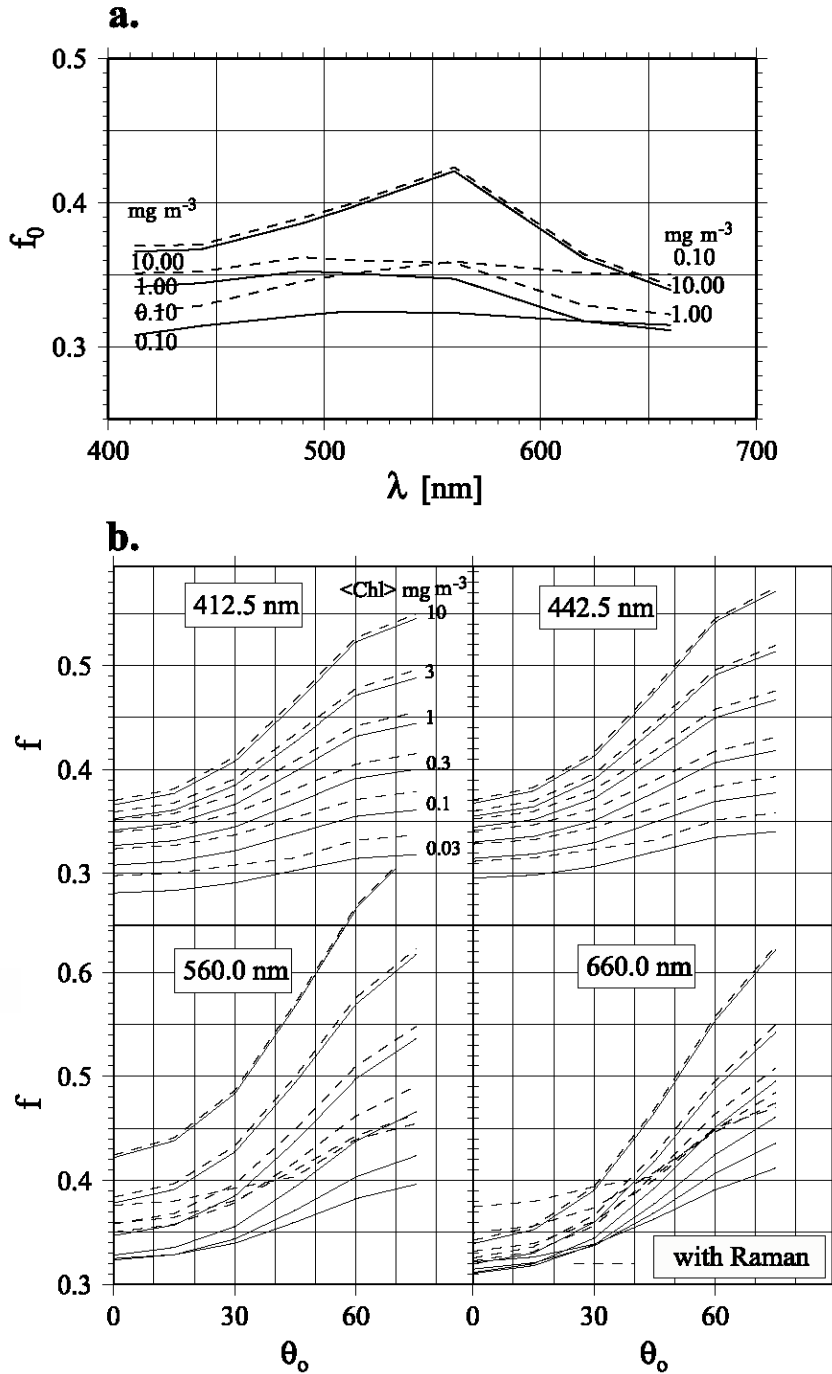 a.
0.5
0.4
0.3
f₀
mg m⁻³
10.00
1.00
0.10
0.10
mg m⁻³
0.10
10.00
1.00
400
500
600
700
λ [nm]
b.
412.5 nm
<Chl> mg m⁻³
10
3
1
0.3
0.1
0.03
442.5 nm
0.5
0.4
0.3
f
560.0 nm
660.0 nm
0.6
0.5
0.4
0.3
f
with Raman
0
30
60
0
30
60
θₒ
θₒ